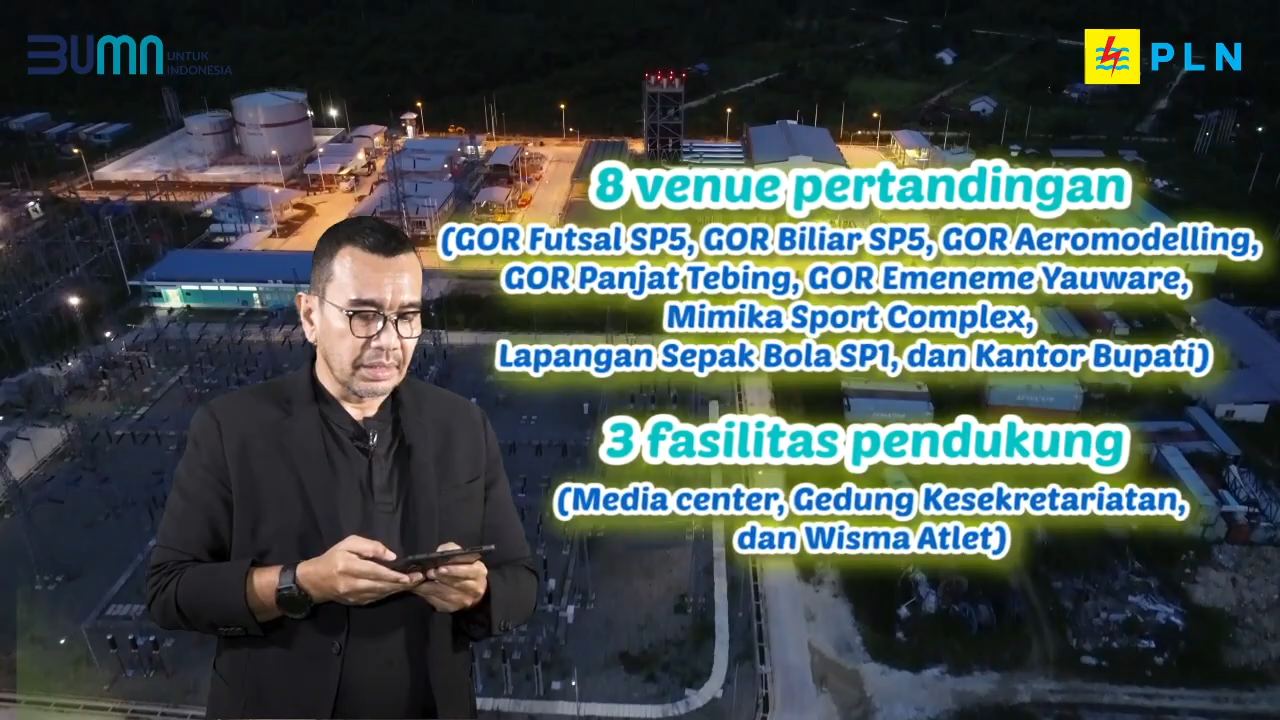 BUMN
UNTUK
INDONESIA
PLN
8 venue pertandingan
(GOR Futsal SP5, GOR Biliar SP5, GOR Aeromodelling,
GOR Panjat Tebing, GOR Emeneme Yauware,
Mimika Sport Complex,
Lapangan Sepak Bola SP1, dan Kantor Bupati)
3 fasilitas pendukung
(Media center, Gedung Kesekretariatan,
dan Wisma Atlet)